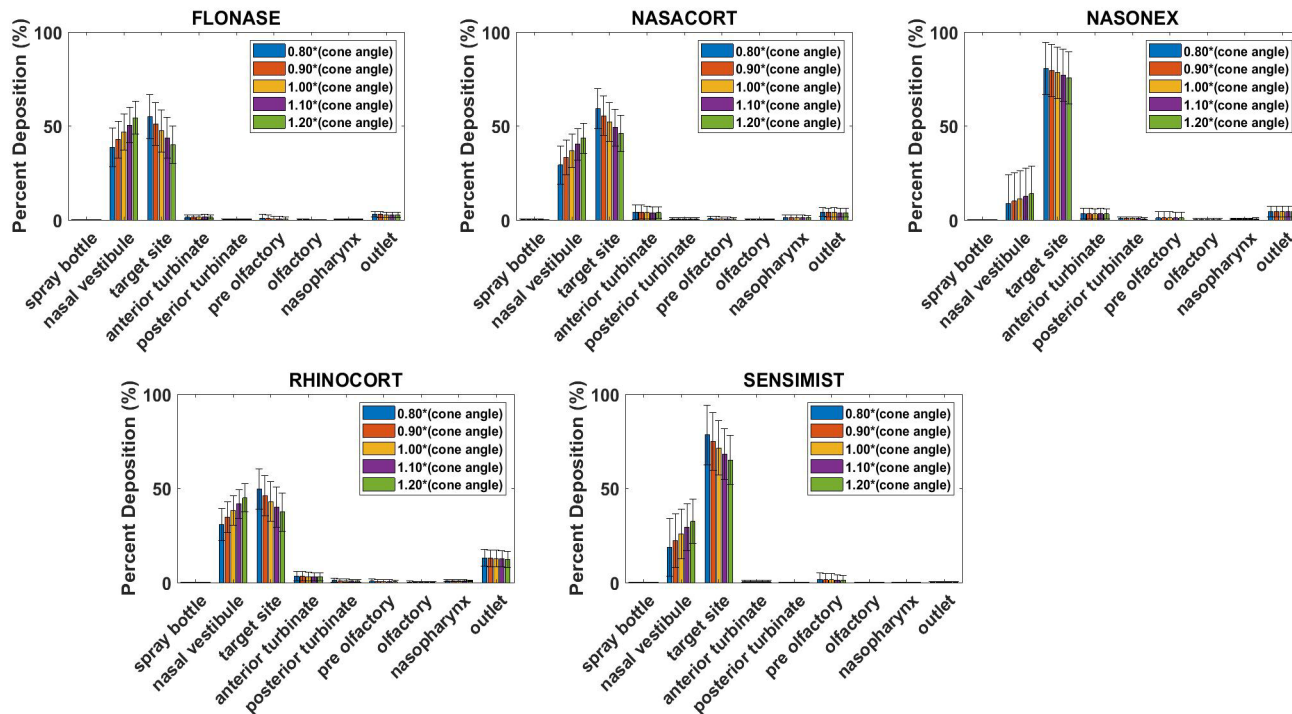 FLONASE
Percent Deposition (%)
100
50
0
0.80*(cone angle)
0.90*(cone angle)
1.00*(cone angle)
1.10*(cone angle)
1.20*(cone angle)
spray bottle
nasal vestibule
target site
anterior turbinate
posterior turbinate
pre olfactory
olfactory
nasopharynx
outlet
NASACORT
Percent Deposition (%)
100
50
0
0.80*(cone angle)
0.90*(cone angle)
1.00*(cone angle)
1.10*(cone angle)
1.20*(cone angle)
spray bottle
nasal vestibule
target site
anterior turbinate
posterior turbinate
pre olfactory
olfactory
nasopharynx
outlet
NASONEX
Percent Deposition (%)
100
50
0
0.80*(cone angle)
0.90*(cone angle)
1.00*(cone angle)
1.10*(cone angle)
1.20*(cone angle)
spray bottle
nasal vestibule
target site
anterior turbinate
posterior turbinate
pre olfactory
olfactory
nasopharynx
outlet
RHINOCORT
Percent Deposition (%)
100
50
0
0.80*(cone angle)
0.90*(cone angle)
1.00*(cone angle)
1.10*(cone angle)
1.20*(cone angle)
spray bottle
nasal vestibule
target site
anterior turbinate
posterior turbinate
pre olfactory
olfactory
nasopharynx
outlet
SENSIMIST
Percent Deposition (%)
100
50
0
0.80*(cone angle)
0.90*(cone angle)
1.00*(cone angle)
1.10*(cone angle)
1.20*(cone angle)
spray bottle
nasal vestibule
target site
anterior turbinate
posterior turbinate
pre olfactory
olfactory
nasopharynx
outlet